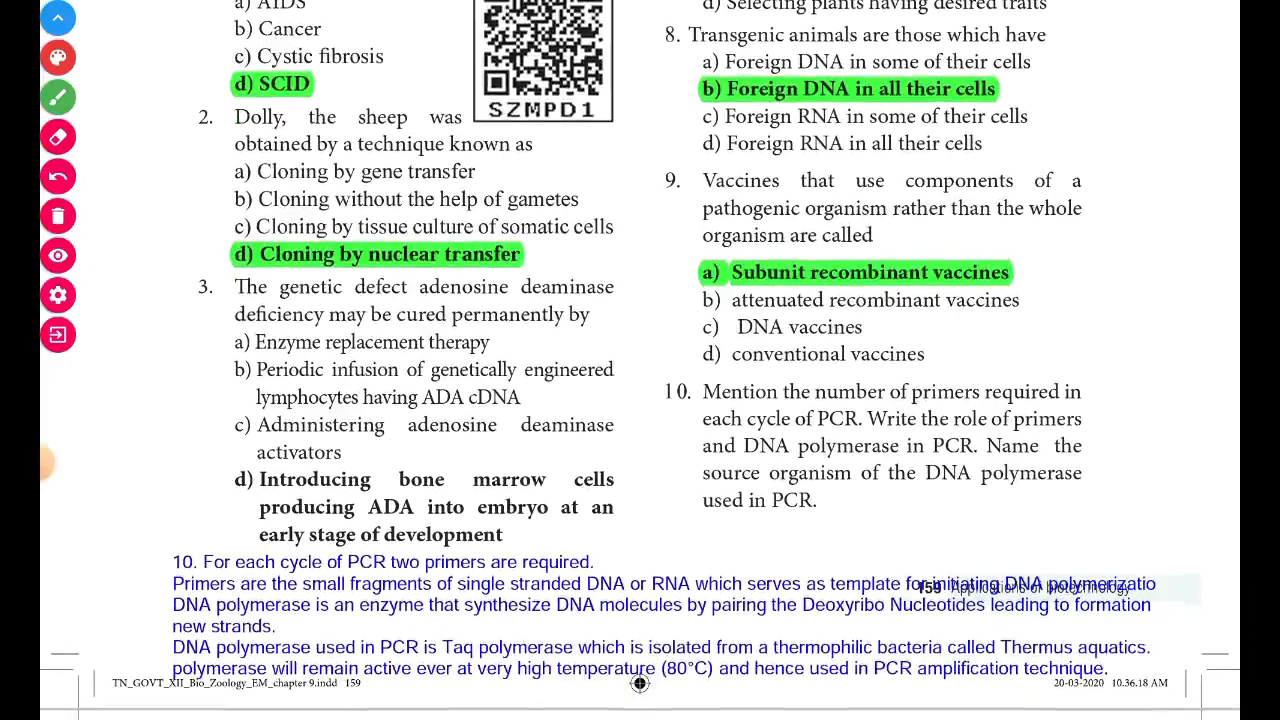 a) AIDS
b) Cancer
c) Cystic fibrosis
d) SCID
SZMPD1
2. Dolly, the sheep was
obtained by a technique known as
a) Cloning by gene transfer
b) Cloning without the help of gametes
c) Cloning by tissue culture of somatic cells
d) Cloning by nuclear transfer
3. The genetic defect adenosine deaminase
deficiency may be cured permanently by
a) Enzyme replacement therapy
b) Periodic infusion of genetically engineered
lymphocytes having ADA cDNA
c) Administering adenosine deaminase
activators
d) Introducing bone marrow cells
producing ADA into embryo at an
early stage of development
d) Selecting plants having desired traits
8. Transgenic animals are those which have
a) Foreign DNA in some of their cells
b) Foreign DNA in all their cells
c) Foreign RNA in some of their cells
d) Foreign RNA in all their cells
9. Vaccines that use components of a
pathogenic organism rather than the whole
organism are called
a) Subunit recombinant vaccines
b) attenuated recombinant vaccines
c) DNA vaccines
d) conventional vaccines
10. Mention the number of primers required in
each cycle of PCR. Write the role of primers
and DNA polymerase in PCR. Name the
source organism of the DNA polymerase
used in PCR.
10. For each cycle of PCR two primers are required.
Primers are the small fragments of single stranded DNA or RNA which serves as template for initiating DNA polymorizatio
159 Applications of biotechnology
DNA polymerase is an enzyme that synthesize DNA molecules by pairing the Deoxyribo Nucleotides leading to formation
new strands.
DNA polymerase used in PCR is Taq polymerase which is isolated from a thermophilic bacteria called Thermus aquatics.
polymerase will remain active ever at very high temperature (80°C) and hence used in PCR amplification technique.
TN_GOVT_XII_Bio_Zoology_EM_chapter 9.indd 159
20-03-2020 10.36.18 AM